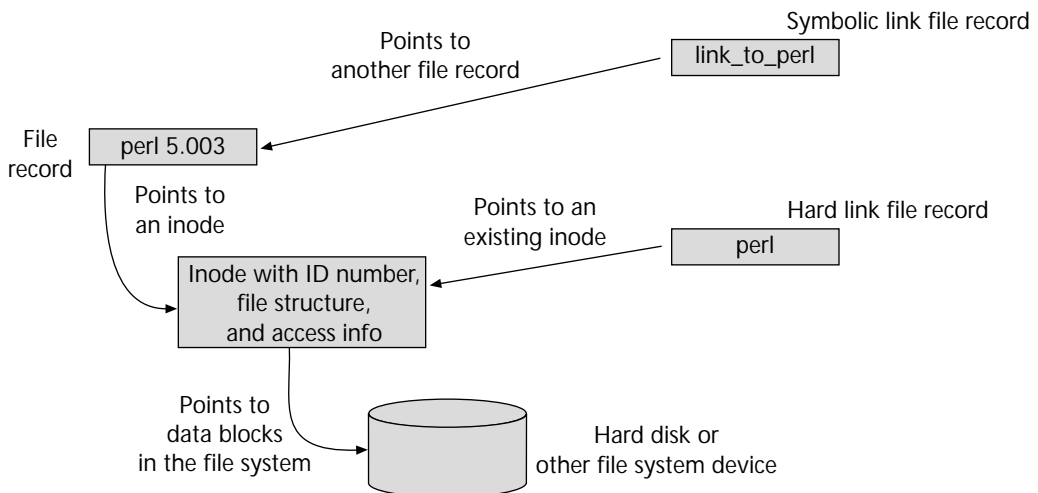 Symbolic link file record
link_to_perl
Points to
another file record
File
record
perl 5.003
Points to
an inode
Points to an
existing inode
Hard link file record
perl
Inode with ID number,
file structure,
and access info
Points to
data blocks
in the file system
Hard disk or
other file system device